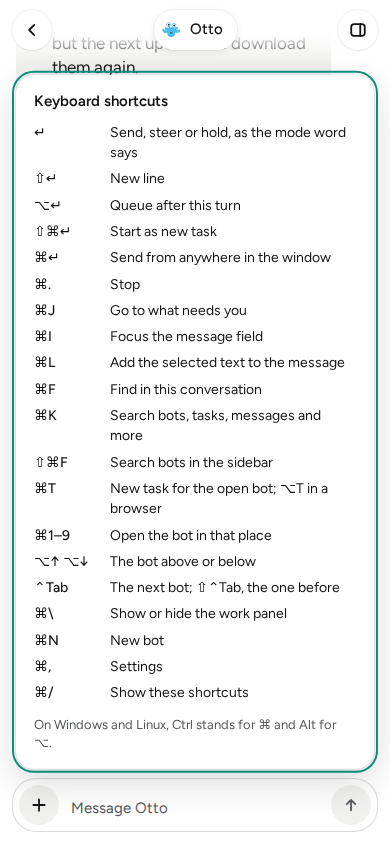 Otto
but the next up download
them again.
Keyboard shortcuts
↵ Send, steer or hold, as the mode word
says
⇧↵ New line
⌥↵ Queue after this turn
⇧⌘↵ Start as new task
⌘↵ Send from anywhere in the window
⌘. Stop
⌘J Go to what needs you
⌘I Focus the message field
⌘L Add the selected text to the message
⌘F Find in this conversation
⌘K Search bots, tasks, messages and
more
⇧⌘F Search bots in the sidebar
⌘T New task for the open bot; ⌥T in a
browser
⌘1–9 Open the bot in that place
⌥↑ ⌥↓ The bot above or below
⌃Tab The next bot; ⇧⌃Tab, the one before
⌘\ Show or hide the work panel
⌘N New bot
⌘, Settings
⌘/ Show these shortcuts
On Windows and Linux, Ctrl stands for ⌘ and Alt for
⌥.
Message Otto